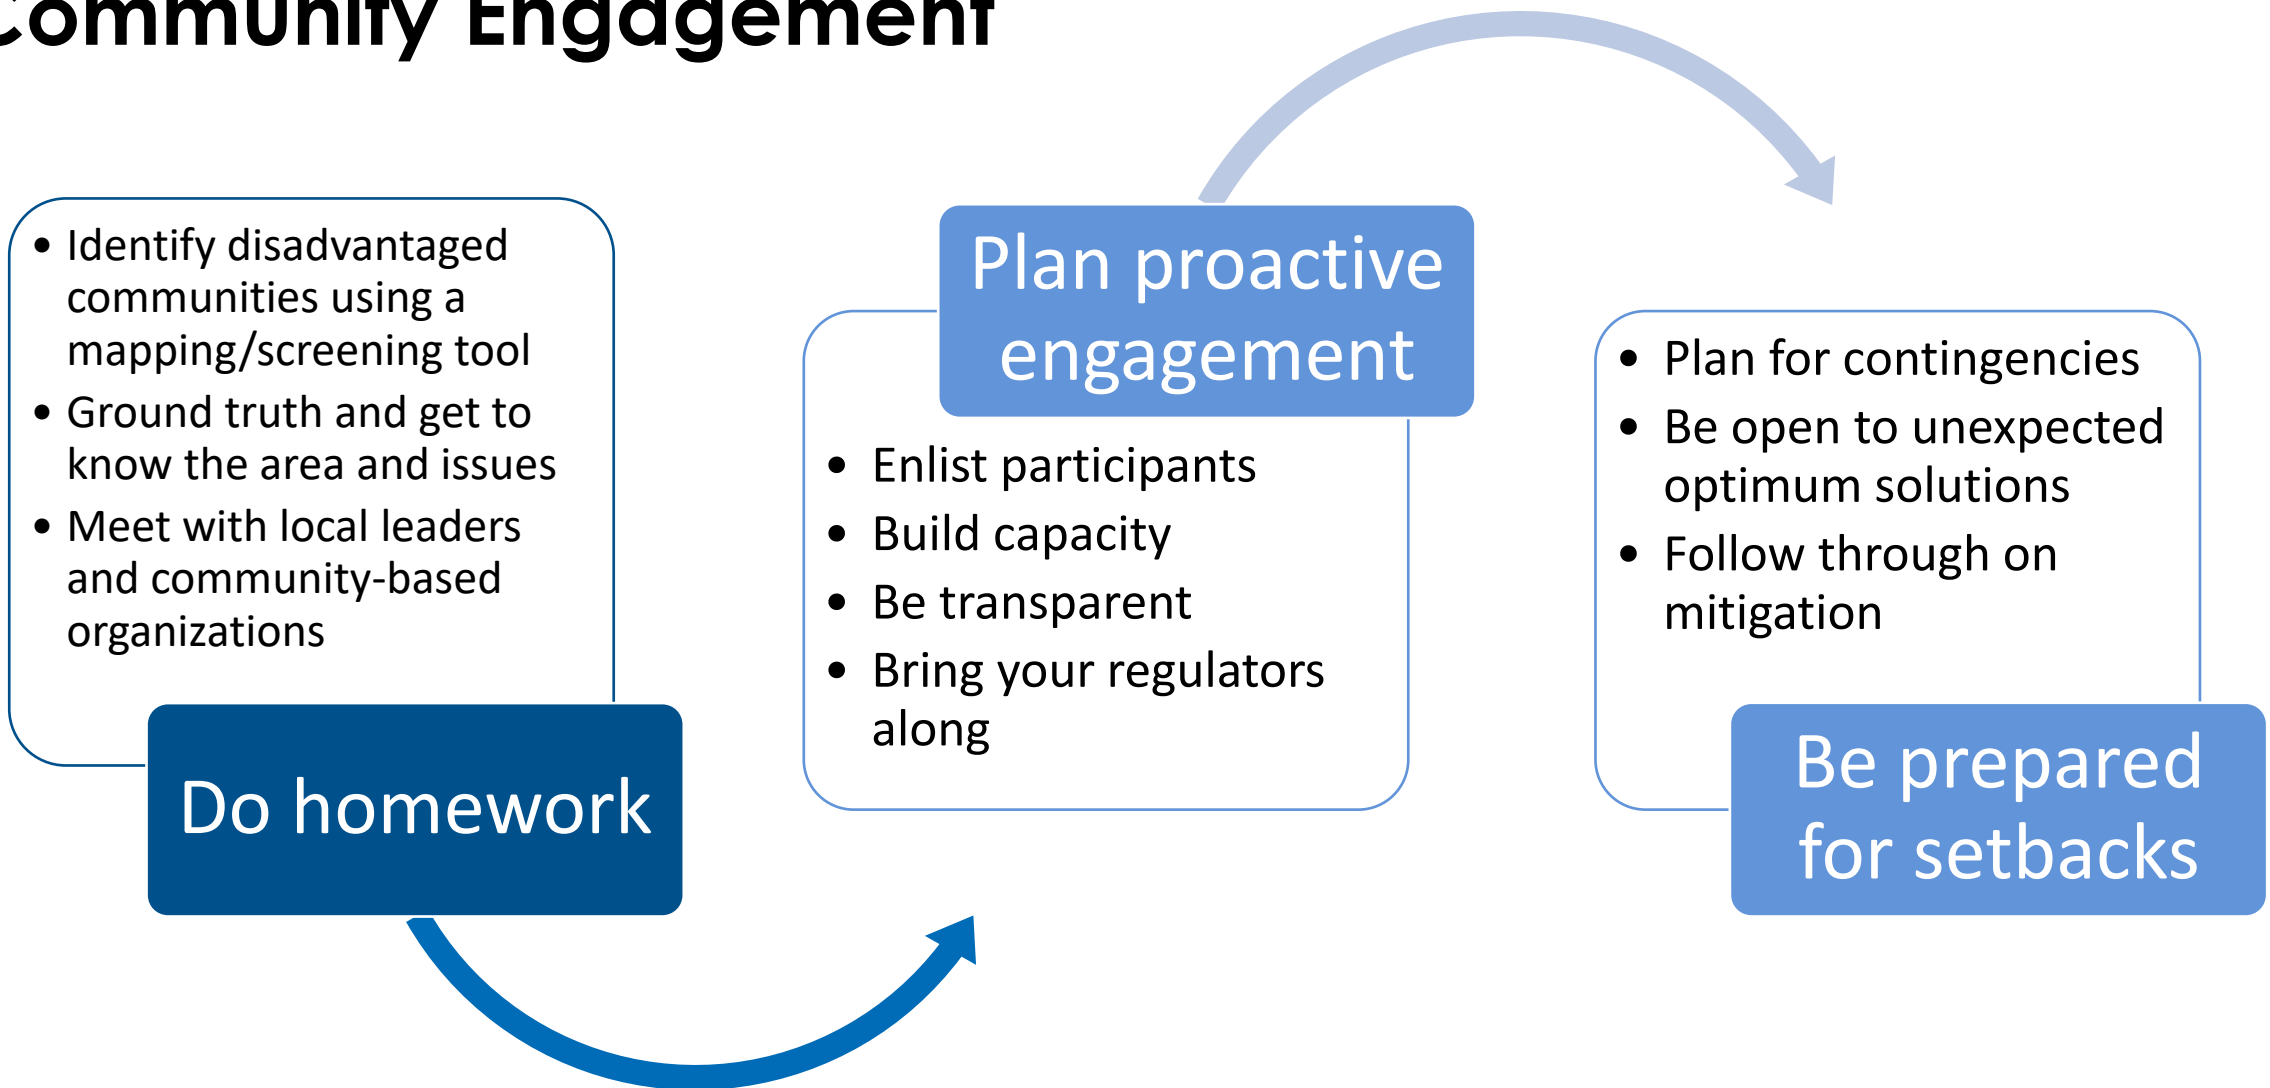 Community Engagement
• Identify disadvantaged
communities using a
mapping/screening tool
• Ground truth and get to
know the area and issues
• Meet with local leaders
and community-based
organizations
Do homework
Plan proactive
engagement
• Enlist participants
• Build capacity
• Be transparent
• Bring your regulators
along
• Plan for contingencies
• Be open to unexpected
optimum solutions
• Follow through on
mitigation
Be prepared
for setbacks